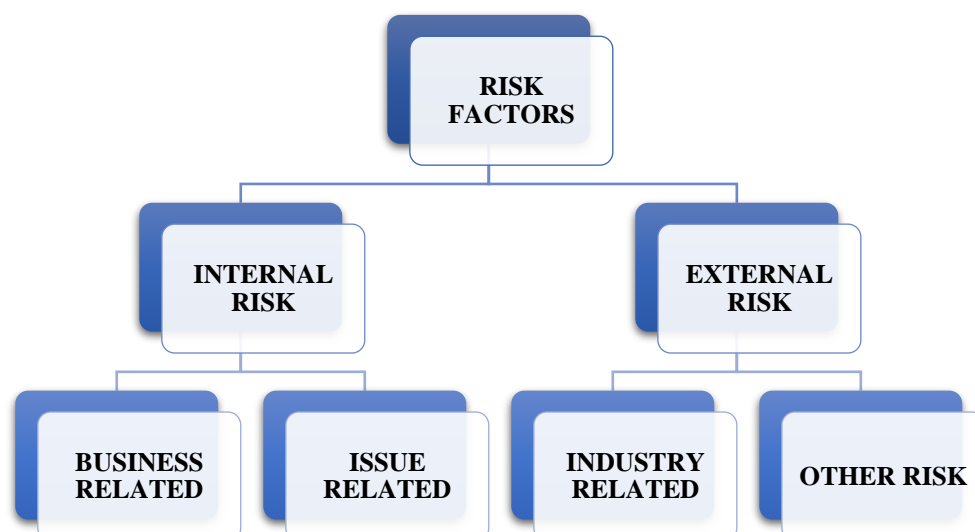 RISK
FACTORS
INTERNAL
RISK
EXTERNAL
RISK
BUSINESS
RELATED
ISSUE
RELATED
INDUSTRY
RELATED
OTHER RISK